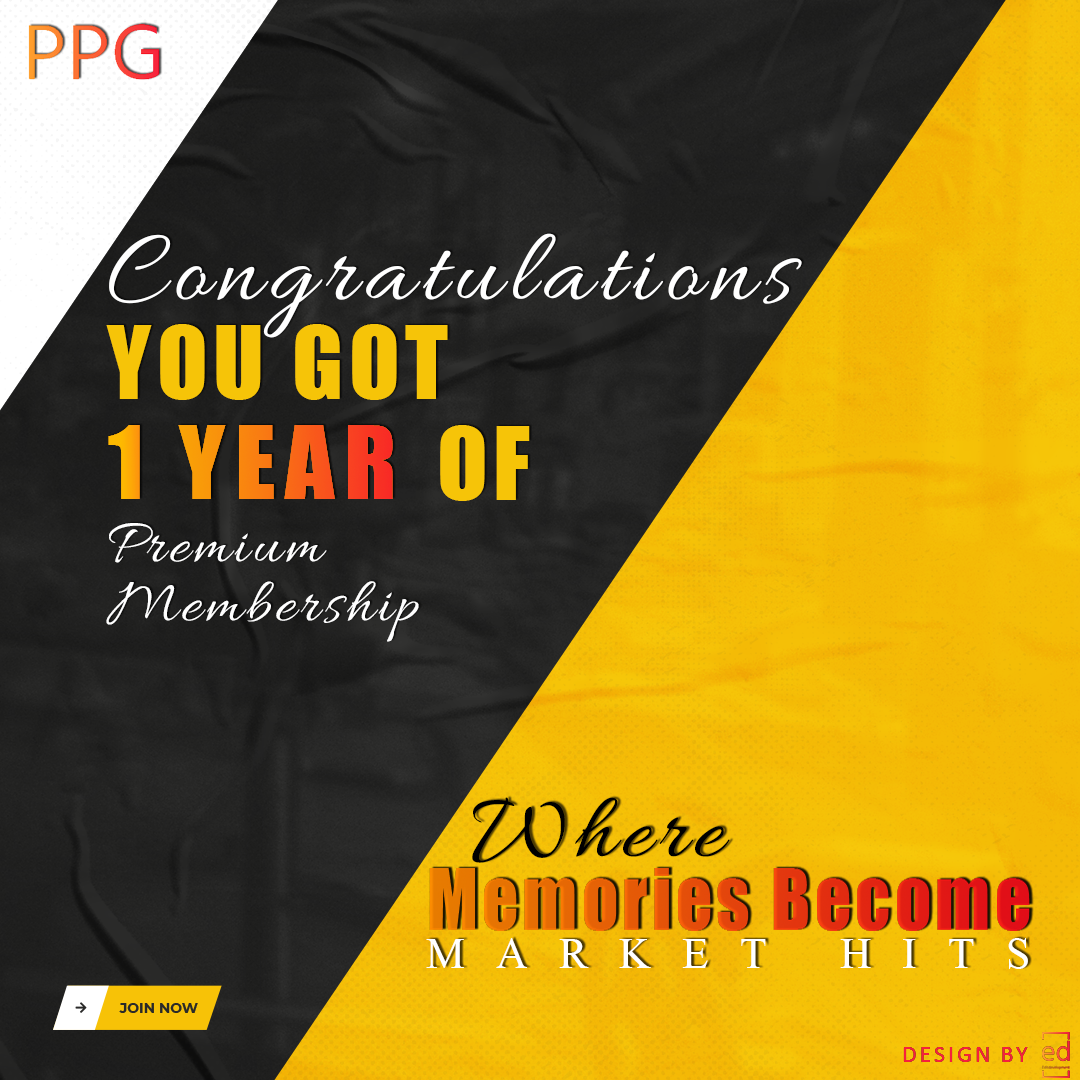 PPG
Congratulations
YOU GOT
1 YEAR OF
Premium
Membership
Where
Memories Become
MARKET HITS
JOIN NOW
DESIGN BY ed